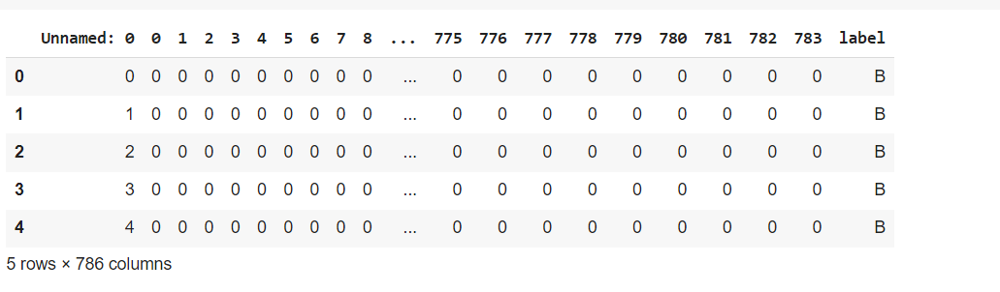 Unnamed: 0 0 1 2 3 4 5 6 7 8 ... 775 776 777 778 779 780 781 782 783 label
0 0 0 0 0 0 0 0 0 0 0 ... 0 0 0 0 0 0 0 0 0 B
1 1 0 0 0 0 0 0 0 0 0 ... 0 0 0 0 0 0 0 0 0 B
2 2 0 0 0 0 0 0 0 0 0 ... 0 0 0 0 0 0 0 0 0 B
3 3 0 0 0 0 0 0 0 0 0 ... 0 0 0 0 0 0 0 0 0 B
4 4 0 0 0 0 0 0 0 0 0 ... 0 0 0 0 0 0 0 0 0 B
5 rows × 786 columns